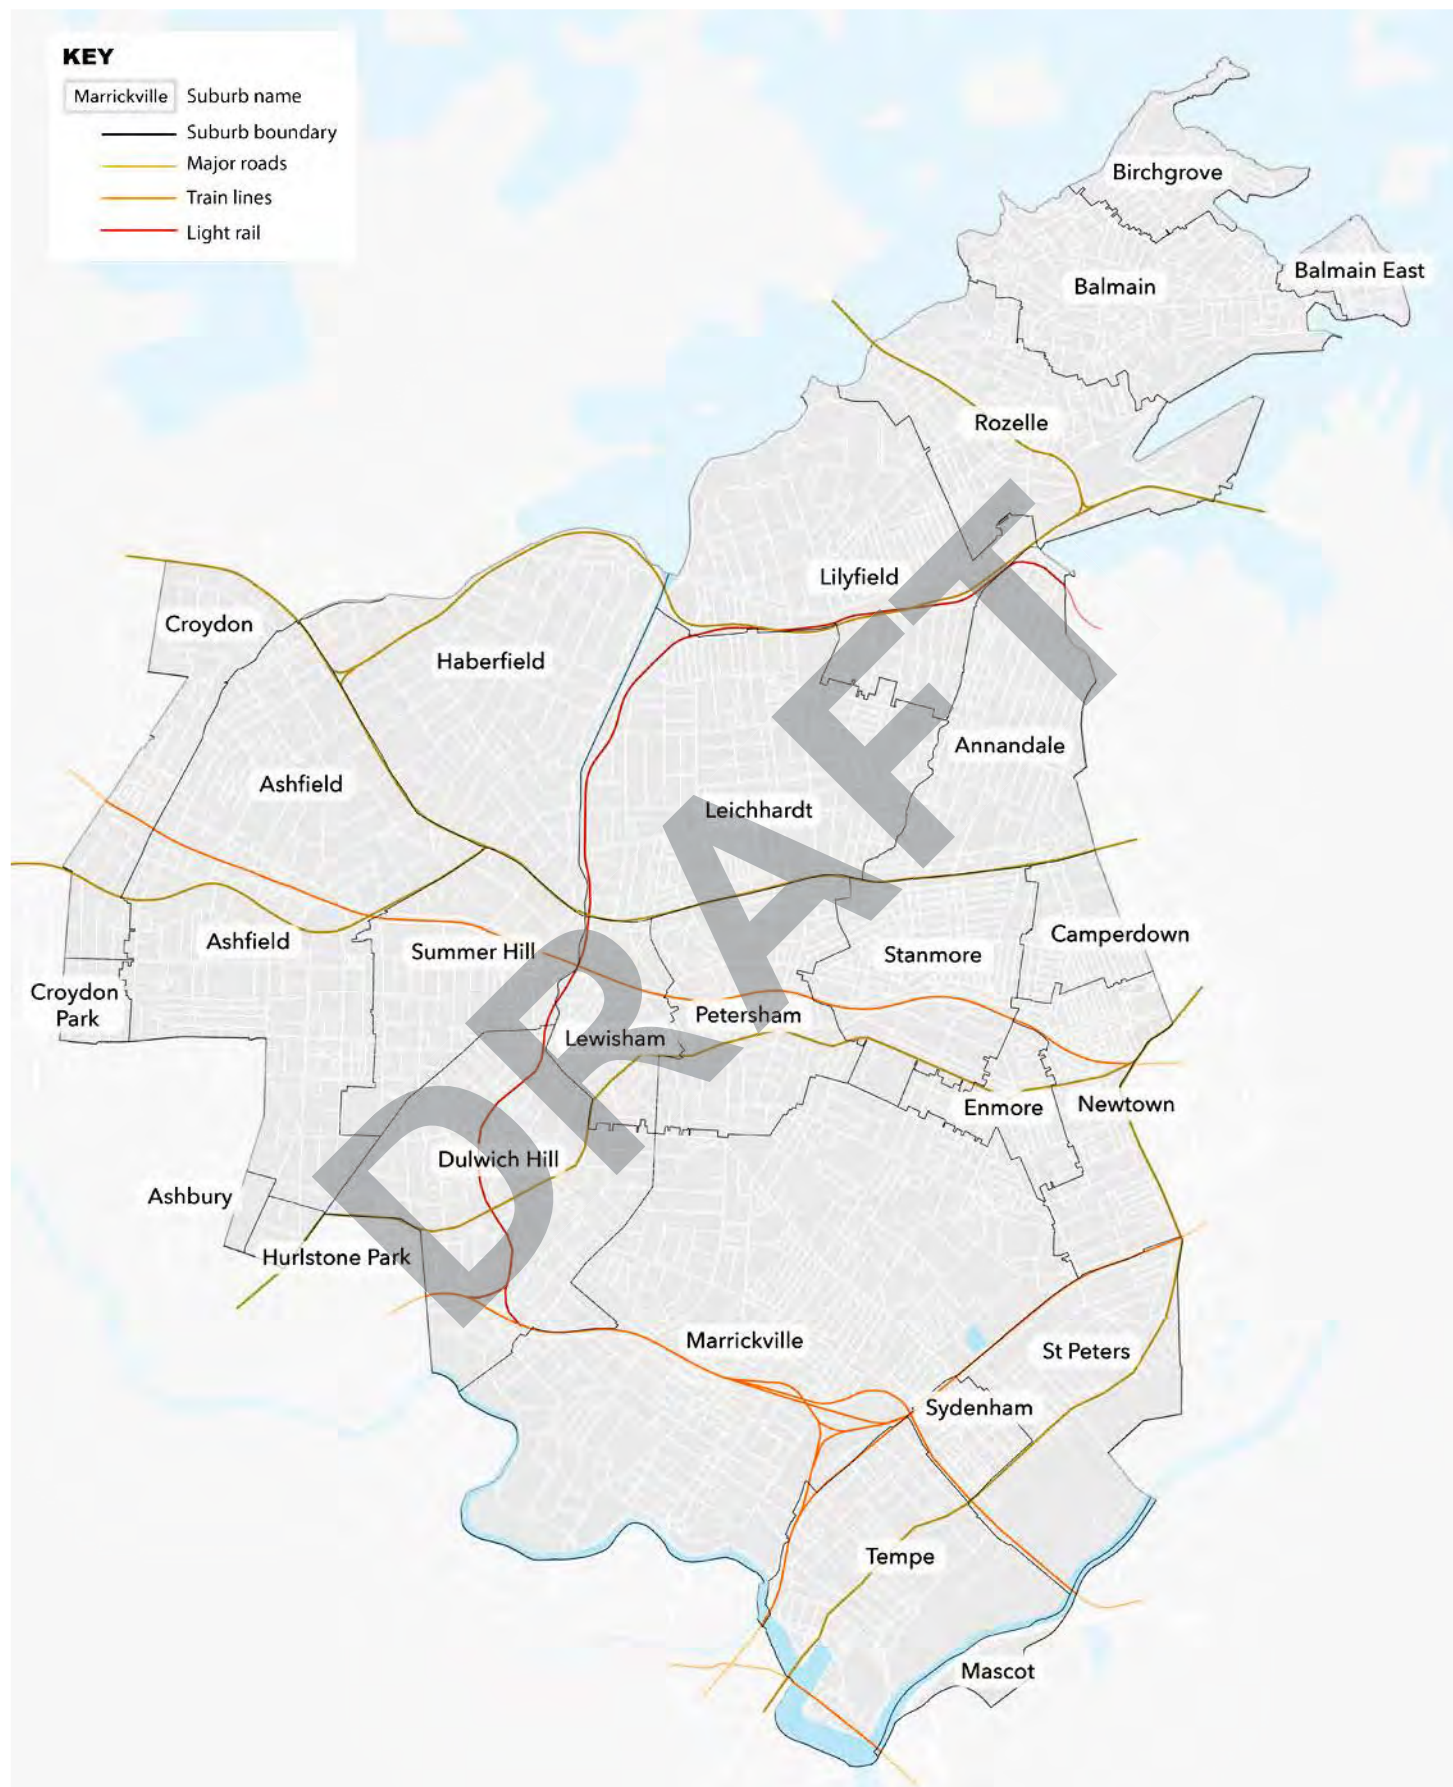 KEY
Marrickville Suburb name
Suburb boundary
Major roads
Train lines
Light rail
Birchgrove
Balmain East
Balmain
Rozelle
Lilyfield
Croydon
Haberfield
Annandale
Ashfield
Leichhardt
Camperdown
Ashfield
Summer Hill
Stanmore
Croydon
Park
Petersham
Lewisham
Enmore
Newtown
Dulwich Hill
Ashbury
Hurlstone Park
Marrickville
St Peters
Sydenham
Tempe
Mascot
DRAFT